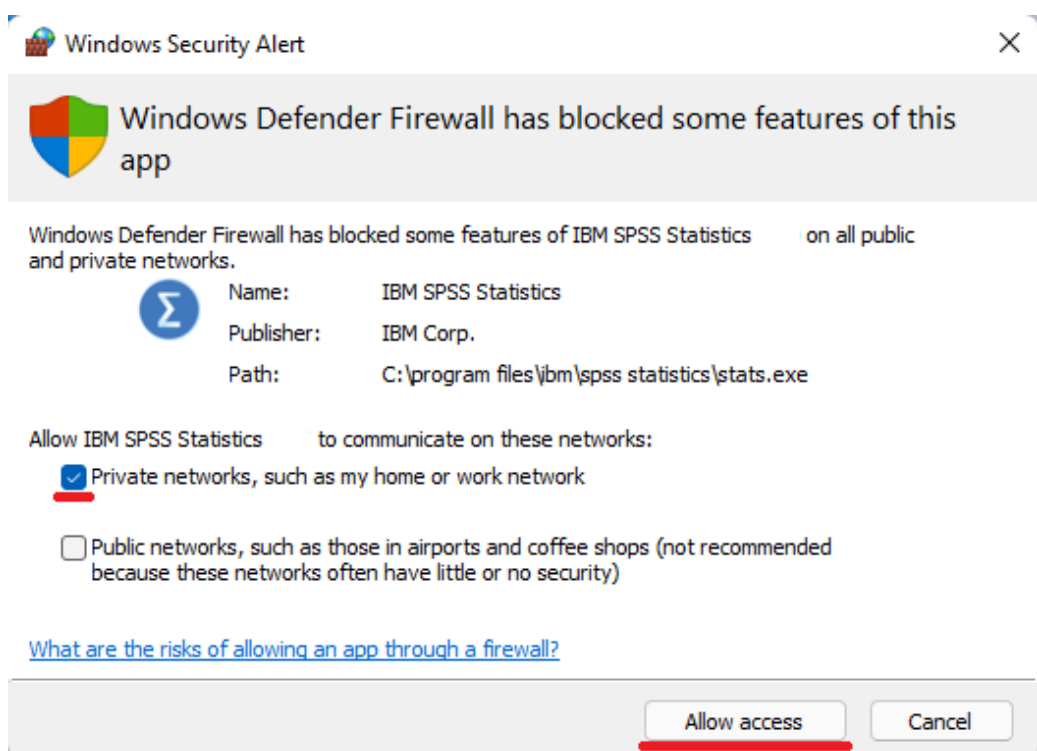 Windows Security Alert
Windows Defender Firewall has blocked some features of this
app
Windows Defender Firewall has blocked some features of IBM SPSS Statistics on all public
and private networks.
Name: IBM SPSS Statistics
Publisher: IBM Corp.
Path: C:\program files\ibm\spss statistics\stats.exe
Allow IBM SPSS Statistics to communicate on these networks:
Private networks, such as my home or work network
Public networks, such as those in airports and coffee shops (not recommended
because these networks often have little or no security)
What are the risks of allowing an app through a firewall?
Allow access Cancel